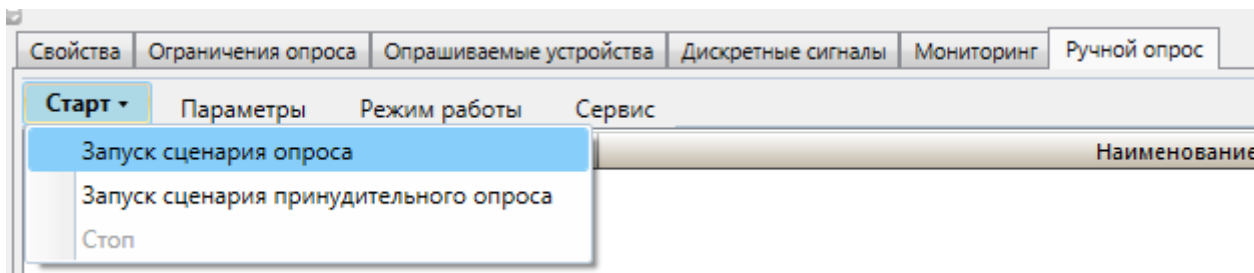 Свойства Ограничения опроса Опрашиваемые устройства Дискретные сигналы Мониторинг Ручной опрос
Старт Параметры Режим работы Сервис
Запуск сценария опроса Наименование
Запуск сценария принудительного опроса
Стоп